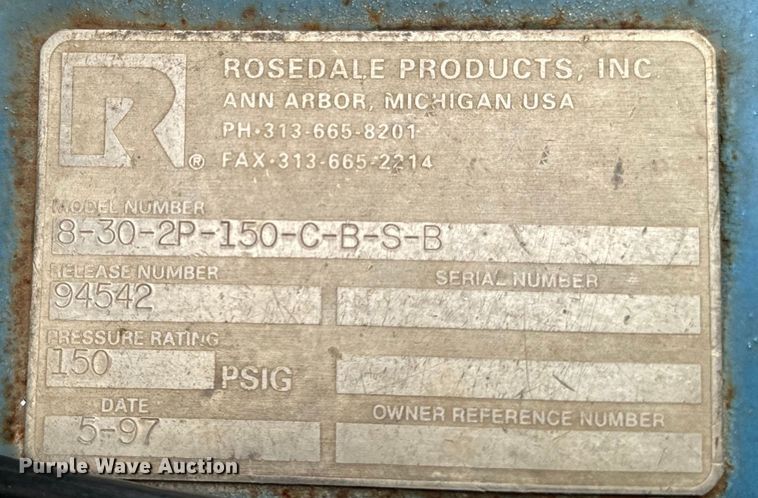 R®
ROSEDALE PRODUCTS, INC.
ANN ARBOR, MICHIGAN USA
PH·313-665-8201
FAX·313-665-2214
MODEL NUMBER
8-30-2P-150-C-B-S-B
RELEASE NUMBER
SERIAL NUMBER
94542
PRESSURE RATING
150 PSIG
DATE
OWNER REFERENCE NUMBER
5-97
Purple Wave Auction